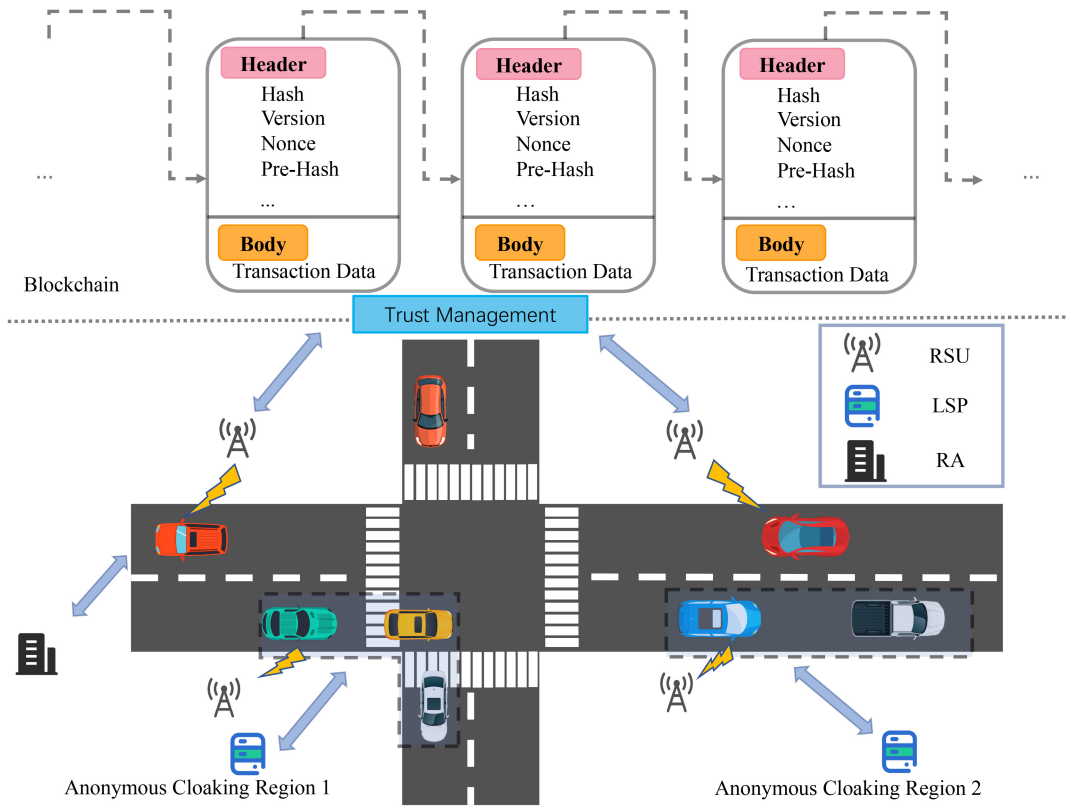 Header
Hash
Version
Nonce
Pre-Hash
...
Body
Transaction Data
Header
Hash
Version
Nonce
Pre-Hash
...
Body
Transaction Data
Header
Hash
Version
Nonce
Pre-Hash
...
Body
Transaction Data
...
...
Blockchain
Trust Management
RSU
LSP
RA
Anonymous Cloaking Region 1
Anonymous Cloaking Region 2